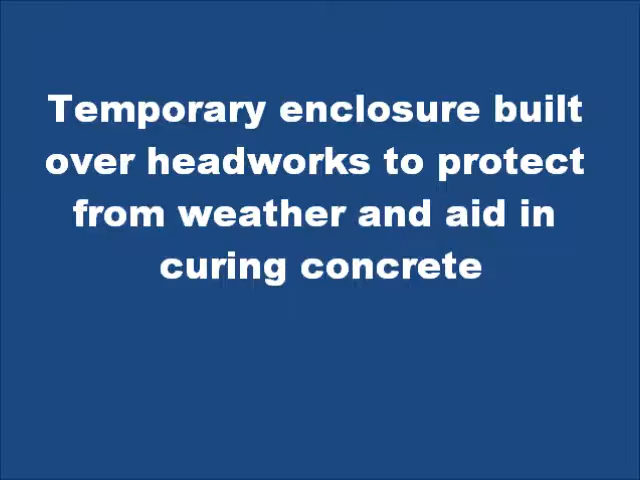 Temporary enclosure built
over headworks to protect
from weather and aid in
curing concrete